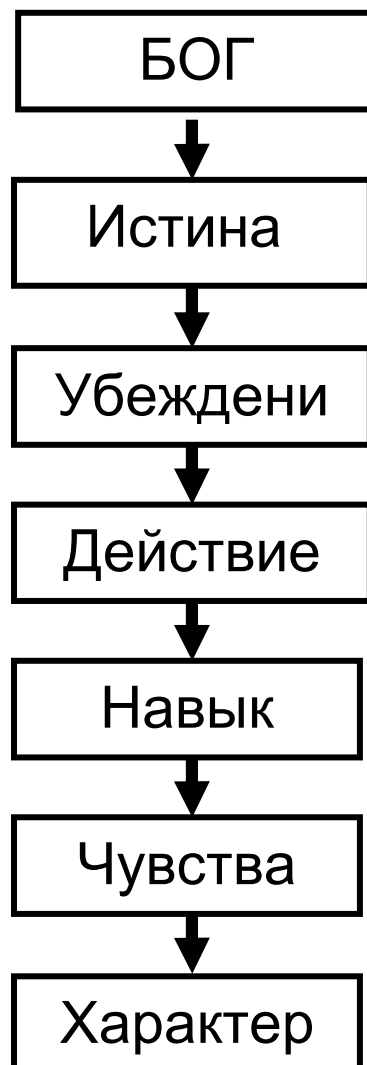 БОГ
Истина
Убеждени
Действие
Навык
Чувства
Характер